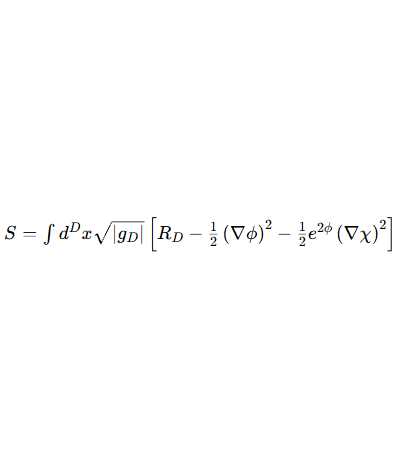 S = ∫ d^D x √|g_D| [ R_D − 1/2 (∇ϕ)^2 − 1/2 e^{2ϕ} (∇χ)^2 ]